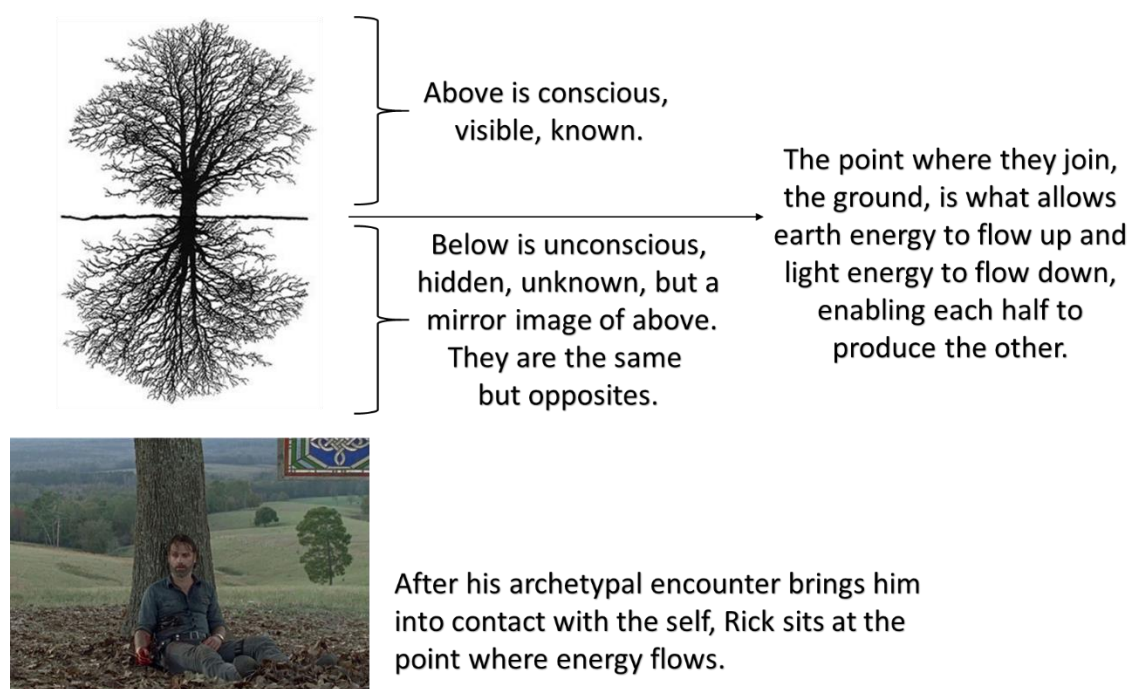 Above is conscious,
visible, known.
The point where they join,
the ground, is what allows
earth energy to flow up and
light energy to flow down,
enabling each half to
produce the other.
Below is unconscious,
hidden, unknown, but a
mirror image of above.
They are the same
but opposites.
After his archetypal encounter brings him
into contact with the self, Rick sits at the
point where energy flows.